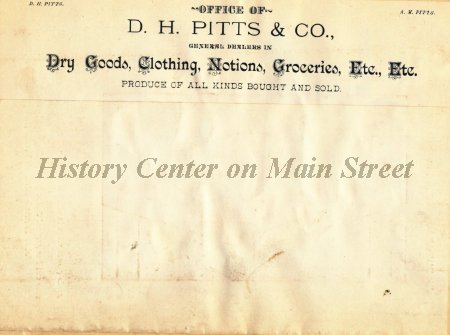 D. H. PITTS.
A. E. PITTS.
OFFICE OF
D. H. PITTS & CO.,
GENERAL DEALERS IN
Dry Goods, Clothing, Notions, Groceries, Etc., Etc.
PRODUCE OF ALL KINDS BOUGHT AND SOLD.
History Center on Main Street